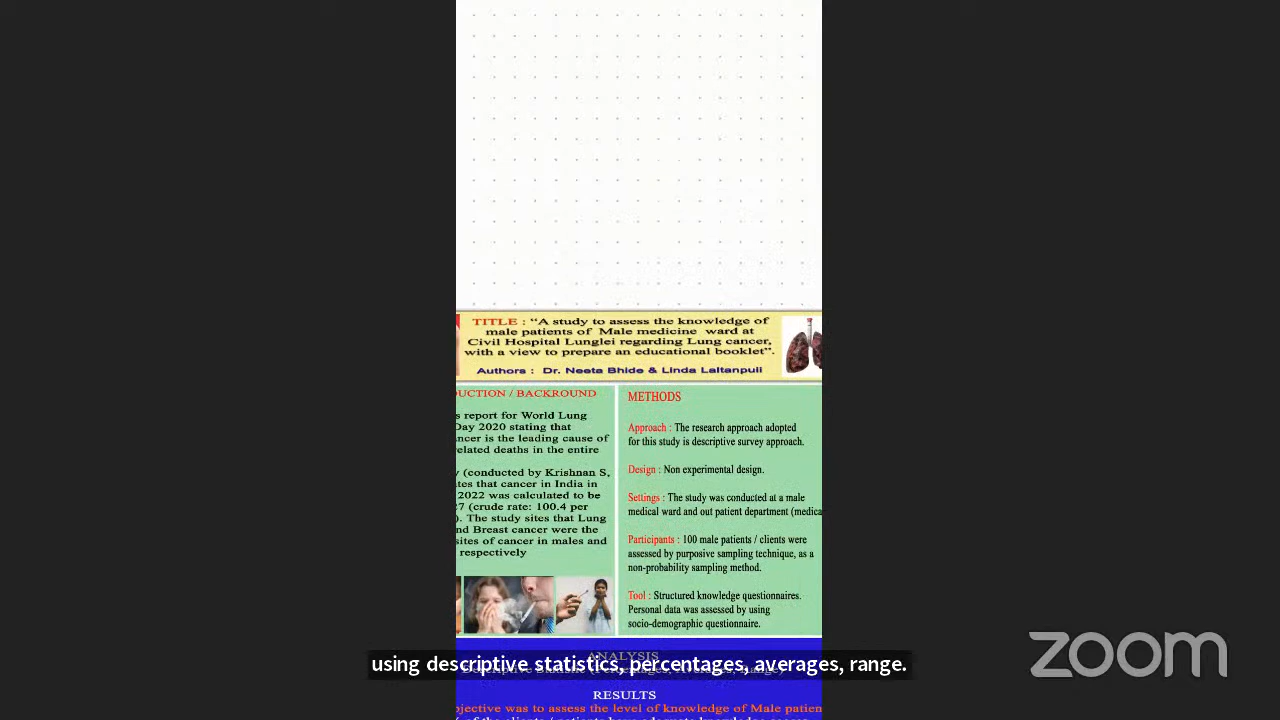 TITLE : “A study to assess the knowledge of
male patients of Male medicine ward at
Civil Hospital Lunglei regarding Lung cancer,
with a view to prepare an educational booklet”.
Authors : Dr. Neeta Bhide & Linda Laltanpuii
UCTION / BACKROUND
s report for World Lung
Day 2020 stating that
ancer is the leading cause of
related deaths in the entire
y (conducted by Krishnan S,
ates that cancer in India in
2022 was calculated to be
27 (crude rate: 100.4 per
). The study sites that Lung
nd Breast cancer were the
sites of cancer in males and
respectively
METHODS
Approach : The research approach adopted
for this study is descriptive survey approach.
Design : Non experimental design.
Settings : The study was conducted at a male
medical ward and out patient department (medica
Participants : 100 male patients / clients were
assessed by purposive sampling technique, as a
non-probability sampling method.
Tool : Structured knowledge questionnaires.
Personal data was assessed by using
socio-demographic questionnaire.
ANALYSIS
using descriptive statistics, percentages, averages, range.
RESULTS
bjective was to assess the level of knowledge of Male patien
zoom